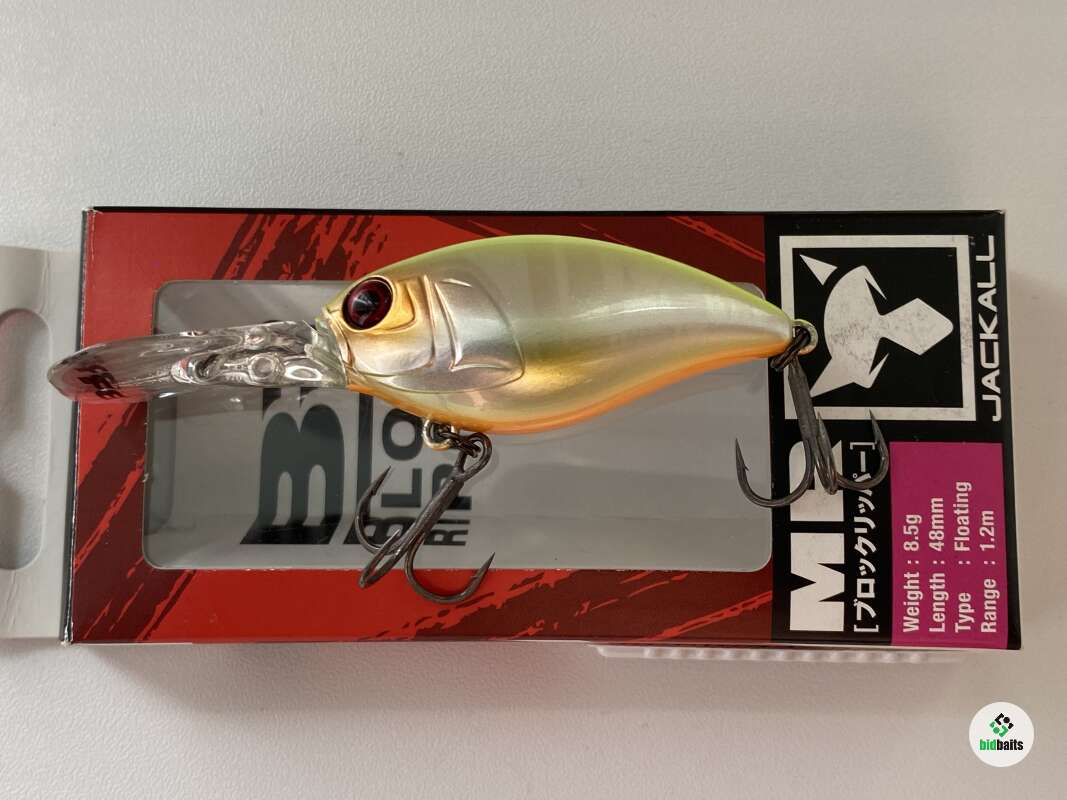 JACKALL
MR
[ブロックリッパー]
Weight : 8.5g
Length : 48mm
Type : Floating
Range : 1.2m
bidbaits